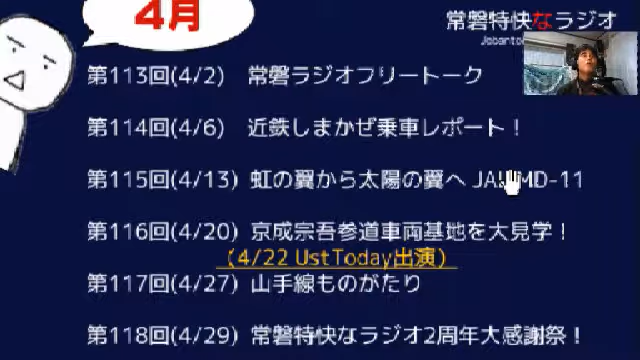 4月
常磐特快なラジオ
第113回(4/2) 常磐ラジオフリートーク
第114回(4/6) 近鉄しまかぜ乗車レポート！
第115回(4/13) 虹の翼から太陽の翼へ MD-11
第116回(4/20) 京成宗吾参道車両基地を大見学！
（4/22 UstToday出演）
第117回(4/27) 山手線ものがたり
第118回(4/29) 常磐特快なラジオ2周年大感謝祭！